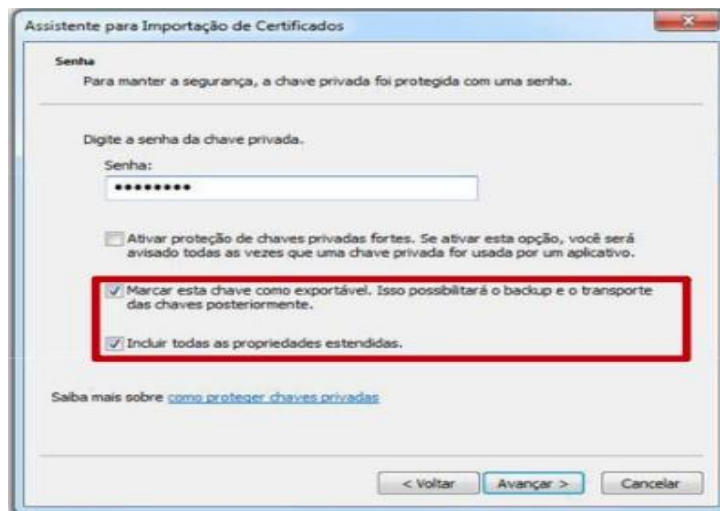 Assistente para Importação de Certificados
Senha
Para manter a segurança, a chave privada foi protegida com uma senha.
Digite a senha da chave privada.
Senha:
••••••••
Ativar proteção de chaves privadas fortes. Se ativar esta opção, você será
avisado todas as vezes que uma chave privada for usada por um aplicativo.
Marcar esta chave como exportável. Isso possibilitará o backup e o transporte
das chaves posteriormente.
Incluir todas as propriedades estendidas.
Saiba mais sobre como proteger chaves privadas
< Voltar Avançar > Cancelar